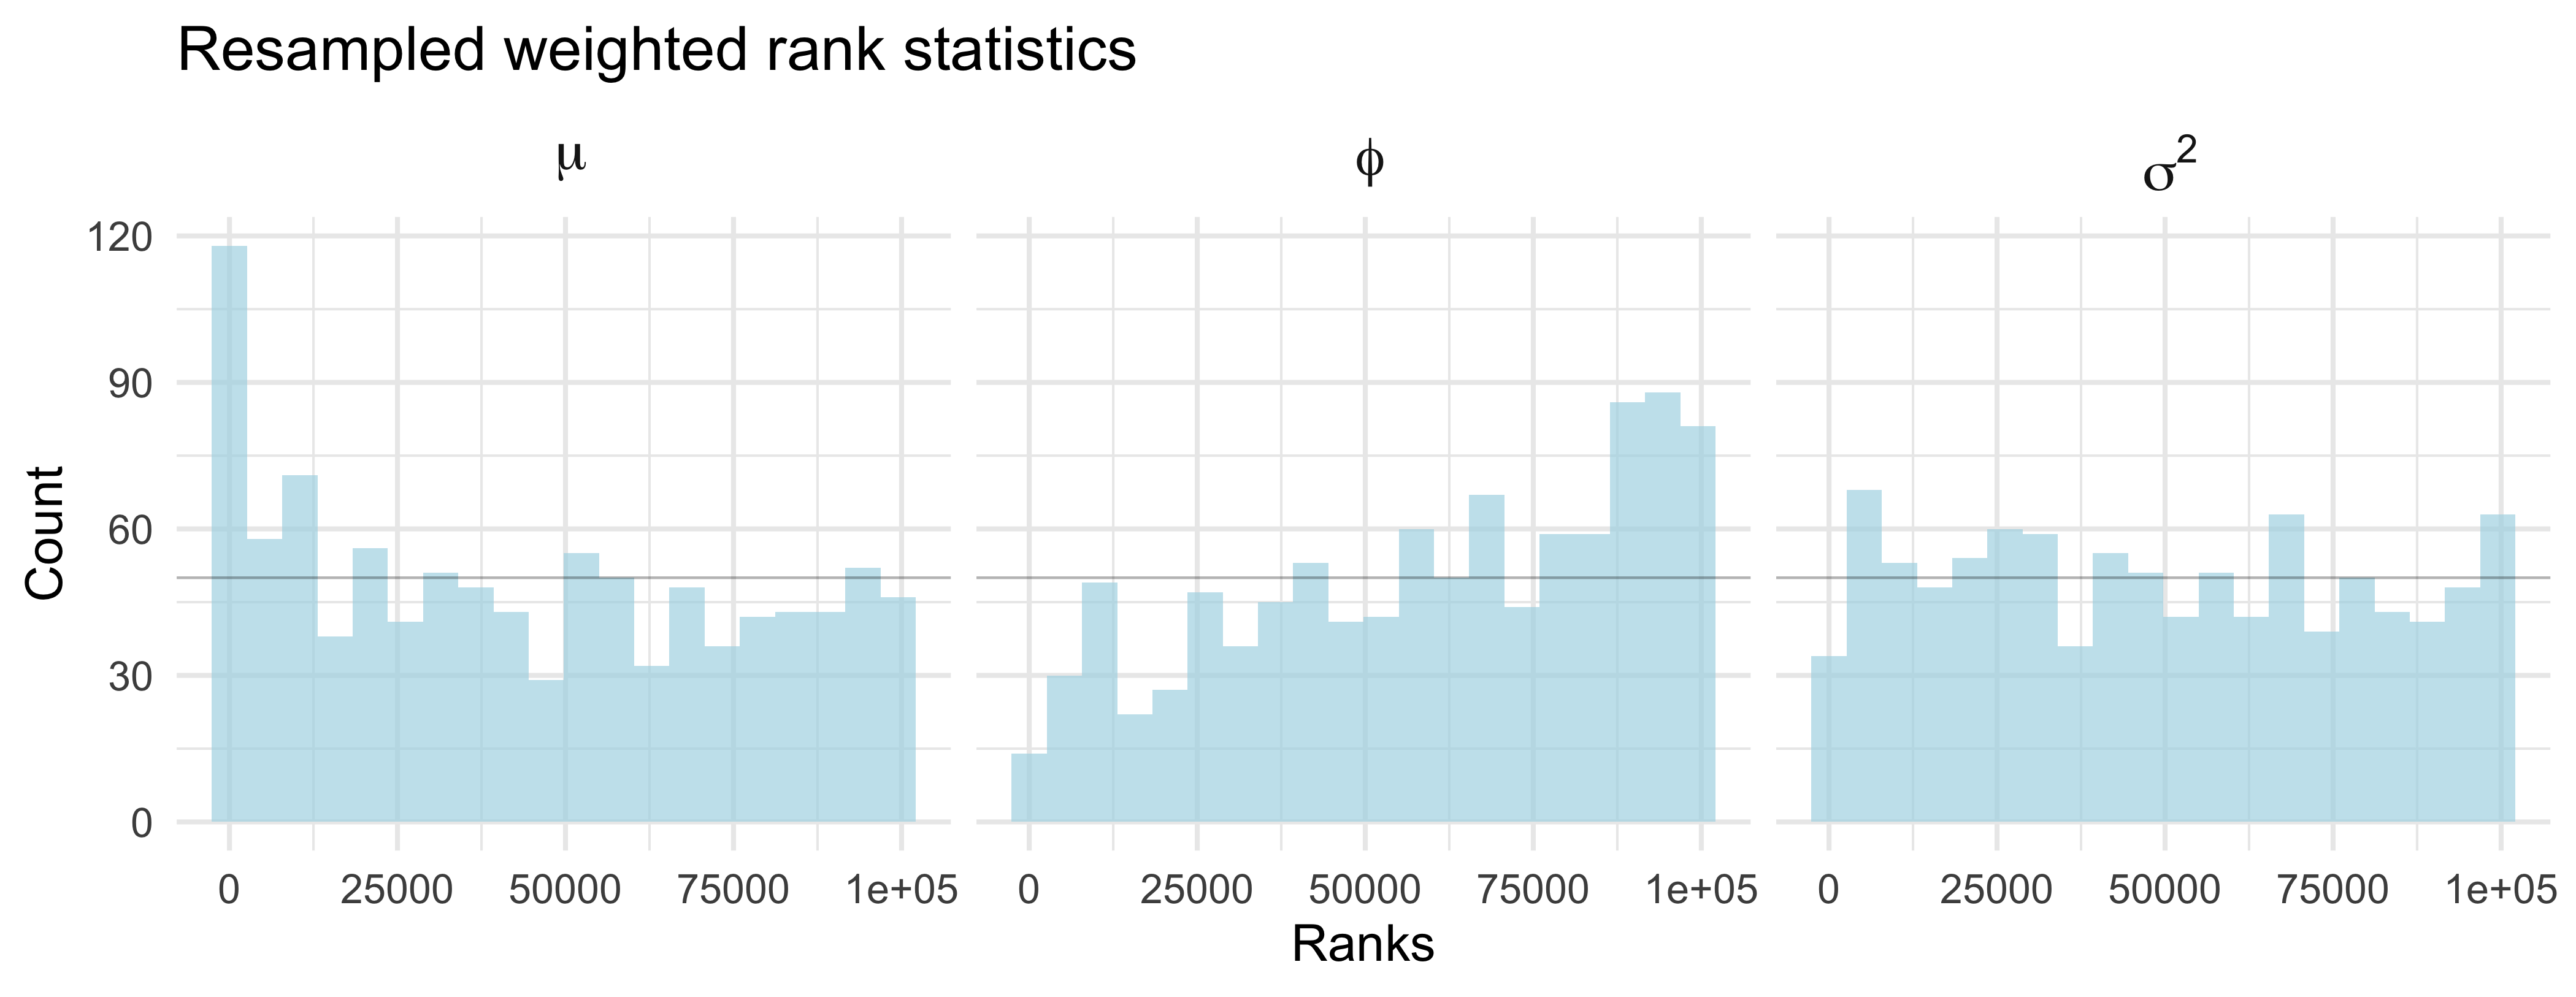 Resampled weighted rank statistics
μ ϕ σ²
120
90
60
30
0
Count
0 25000 50000 75000 1e+05 0 25000 50000 75000 1e+05 0 25000 50000 75000 1e+05
Ranks